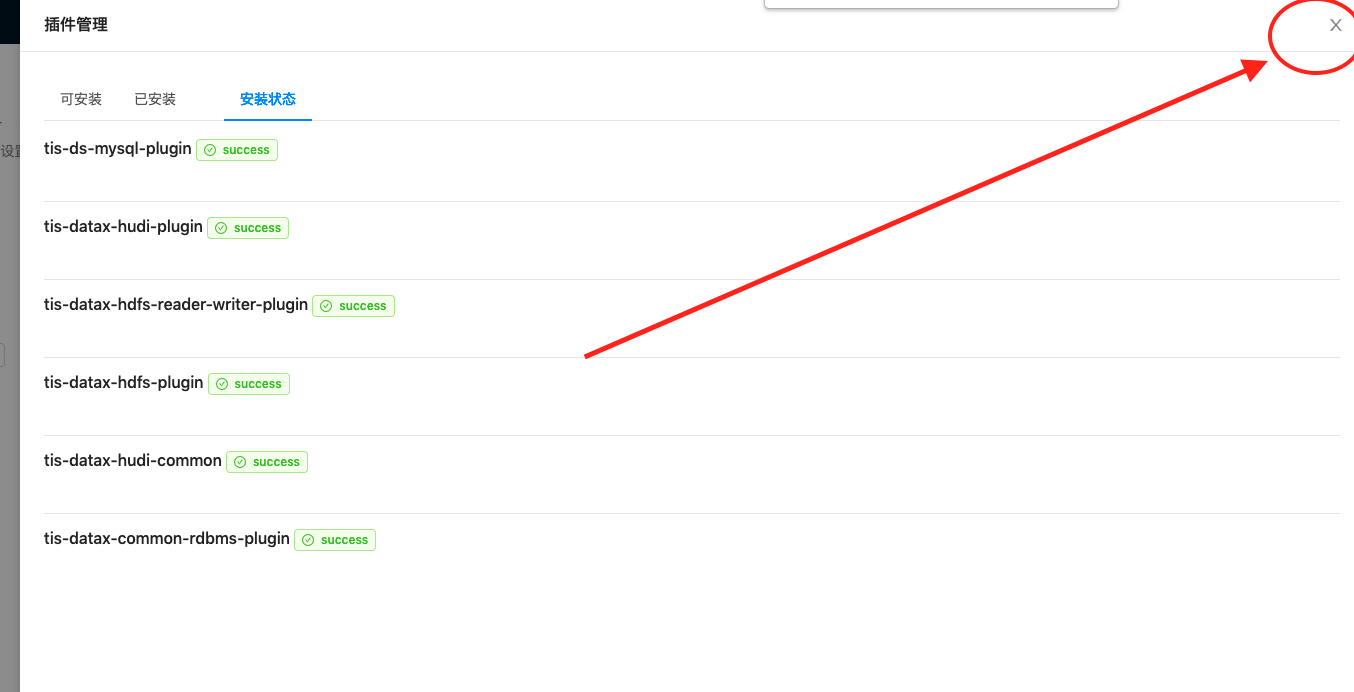 插件管理
可安装 已安装 安装状态
设置
tis-ds-mysql-plugin success
tis-datax-hudi-plugin success
tis-datax-hdfs-reader-writer-plugin success
tis-datax-hdfs-plugin success
tis-datax-hudi-common success
tis-datax-common-rdbms-plugin success